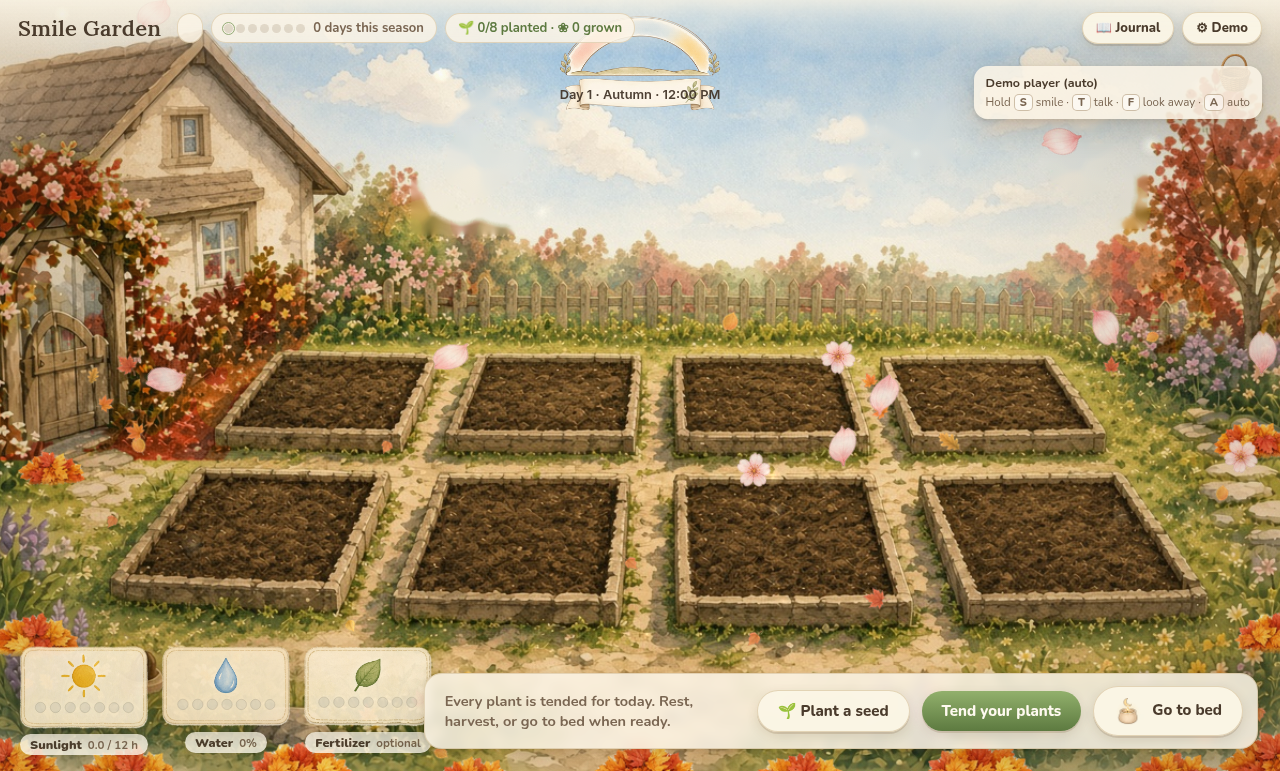 Smile Garden
0 days this season
🌱 0/8 planted · ❀ 0 grown
📖 Journal
⚙ Demo
Day 1 · Autumn · 12:00 PM
Demo player (auto)
Hold S smile · T talk · F look away · A auto
Every plant is tended for today. Rest,
harvest, or go to bed when ready.
🌱 Plant a seed
Tend your plants
Go to bed
Sunlight 0.0 / 12 h
Water 0%
Fertilizer optional